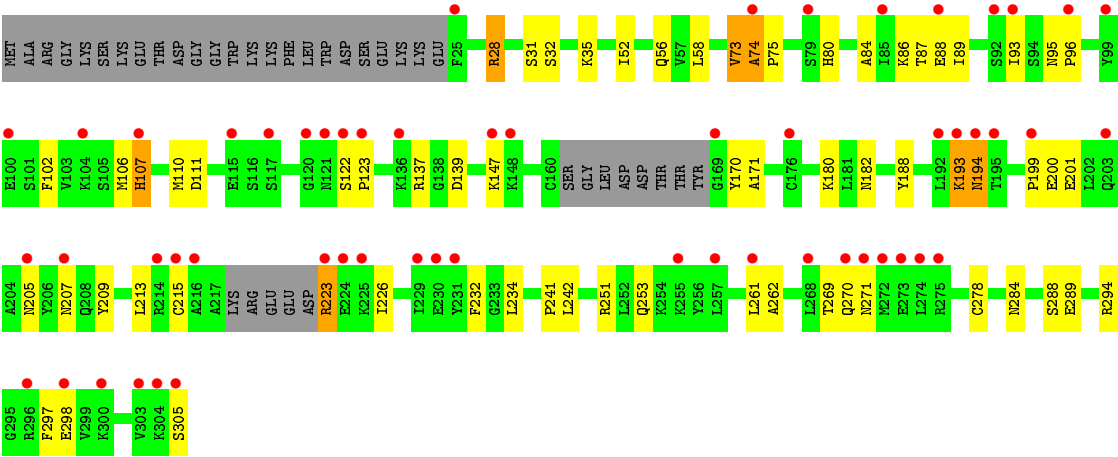 MET ALA ARG GLY LYS SER LYS GLU THR ASP GLY GLY TRP LYS LYS PHE LEU TRP ASP SER GLU LYS LYS GLU F25 R28 S31 S32 K35 I52 Q56 V57 L58 V73 A74 P75 S79 H80 A84 I85 K86 T87 E88 I89 S92 I93 S94 N95 P96 Y99
E100 S101 F102 V103 K104 S105 M106 H107 M110 D111 E115 S116 S117 G120 N121 S122 P123 K136 R137 G138 D139 K147 K148 C160 SER GLY LEU ASP ASP THR THR TYR G169 Y170 A171 C176 K180 L181 N182 Y188 L192 K193 N194 T195 P199 E200 E201 L202 Q203
A204 N205 Y206 N207 Q208 Y209 L213 R214 C215 A216 A217 LYS ARG GLU GLU ASP R223 E224 K225 I226 I229 E230 Y231 F232 G233 L234 P241 L242 R251 L252 Q253 K254 K255 Y256 L257 L261 A262 L268 T269 Q270 N271 M272 E273 L274 R275 C278 N284 S288 E289 R294
G295 R296 F297 E298 V299 K300 V303 K304 S305